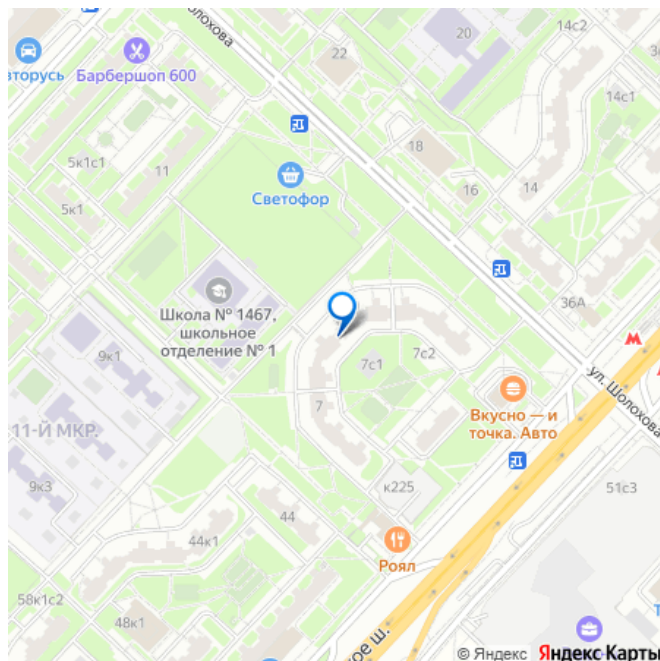 олохова
20
14с2
22
вторусь
Барбершоп 600
14с1
18
5к1с1
11
16
14
Светофор
5к1
36А
Школа № 1467,
школьное
отделение № 1
9к1
7с2
7с1
ул. Шолохова
7
Вкусно — и
точка. Авто
11-Й МКР.
9к3
к225
51с3
44
44к1
Роял
58к1с2
48к1
ое ш.
© Яндекс Яндекс Карты